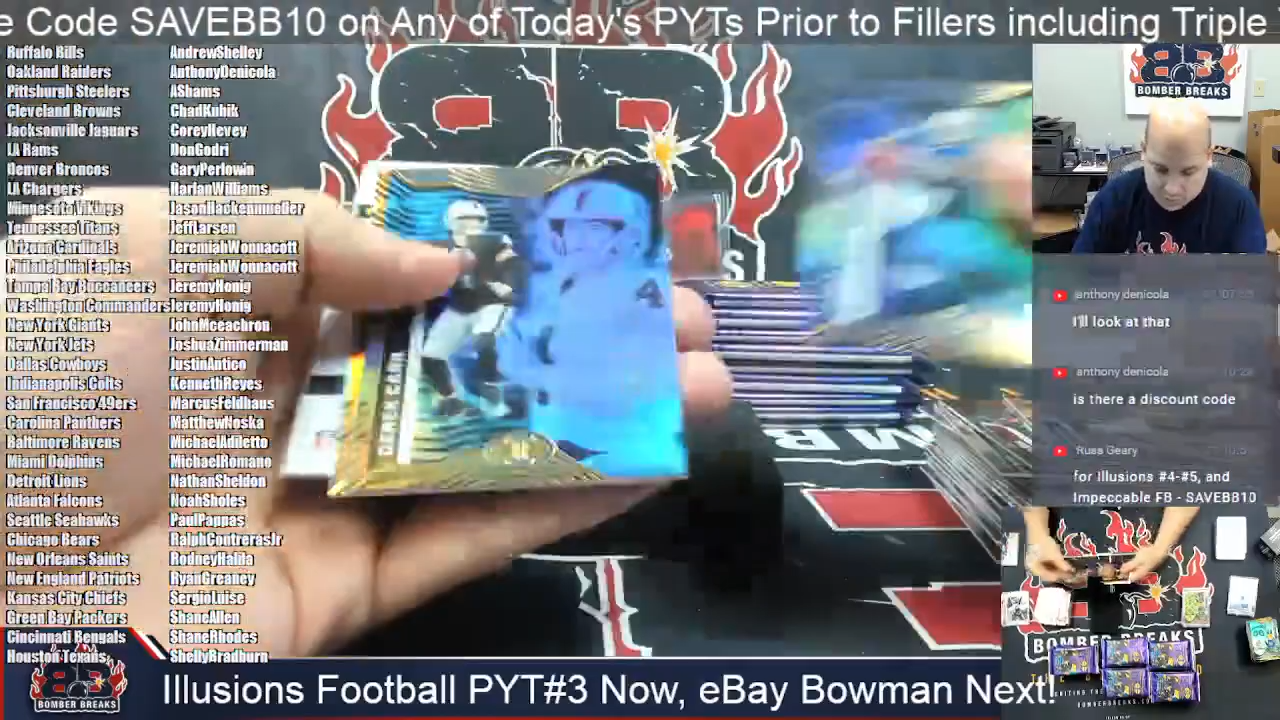 e Code SAVEBB10 on Any of Today's PYTs Prior to Fillers including Triple
Buffalo Bills AndrewShelley
Oakland Raiders AnthonyDenicola
Pittsburgh Steelers AShams
Cleveland Browns ChadKubik
Jacksonville Jaguars CoreyHevey
LA Rams DonGodri
Denver Broncos GaryPerlowin
LA Chargers HarlanWilliams
Minnesota Vikings JasonHackenmueller
Tennessee Titans JeffLarsen
Arizona Cardinals JeremiahWonnacott
Philadelphia Eagles JeremiahWonnacott
Tampa Bay Buccaneers JeremyHonig
Washington Commanders JeremyHonig
New York Giants JohnMceachron
New York Jets JoshuaZimmerman
Dallas Cowboys JustinAntico
Indianapolis Colts KennethReyes
San Francisco 49ers MarcusFeldhaus
Carolina Panthers MatthewNoska
Baltimore Ravens MichaelAdiletto
Miami Dolphins MichaelRomano
Detroit Lions NathanSheldon
Atlanta Falcons NoahSholes
Seattle Seahawks PaulPappas
Chicago Bears RalphContrerasJr
New Orleans Saints RodneyHaila
New England Patriots RyanGreaney
Kansas City Chiefs SergioLuise
Green Bay Packers ShaneAllen
Cincinnati Bengals ShaneRhodes
Houston Texans ShellyBradburn
BOMBER BREAKS
DEREK CARR
4
BOMBER BREAKS
anthony denicola
I'll look at that
anthony denicola
is there a discount code
Russ Geary
for Illusions #4-#5, and
Impeccable FB - SAVEBB10
BOMBER BREAKS
BOMBER BREAKS
Illusions Football PYT#3 Now, eBay Bowman Next!